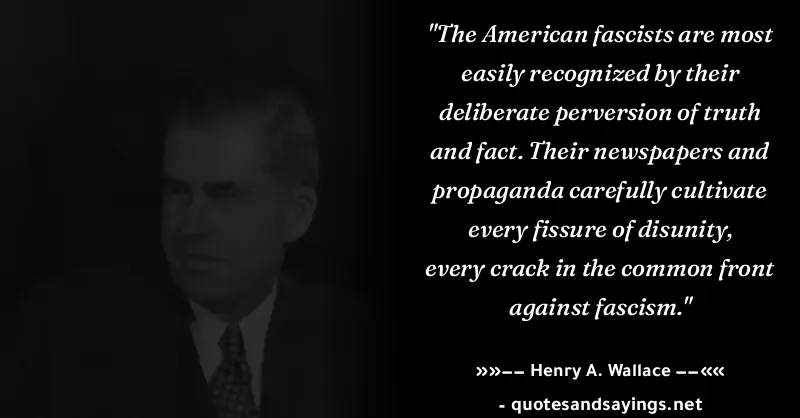 "The American fascists are most
easily recognized by their
deliberate perversion of truth
and fact. Their newspapers and
propaganda carefully cultivate
every fissure of disunity,
every crack in the common front
against fascism."
»»−− Henry A. Wallace −−««
- quotesandsayings.net